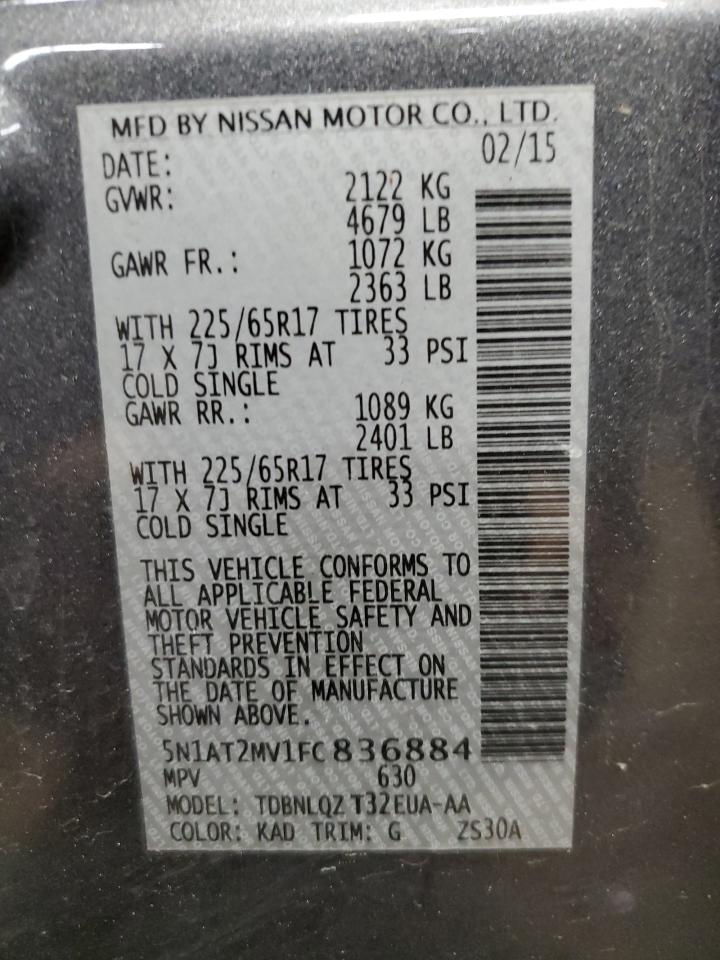 MFD BY NISSAN MOTOR CO., LTD.
DATE: 02/15
GVWR: 2122 KG
4679 LB
GAWR FR.: 1072 KG
2363 LB
WITH 225/65R17 TIRES
17 X 7J RIMS AT 33 PSI
COLD SINGLE
GAWR RR.: 1089 KG
2401 LB
WITH 225/65R17 TIRES
17 X 7J RIMS AT 33 PSI
COLD SINGLE
THIS VEHICLE CONFORMS TO
ALL APPLICABLE FEDERAL
MOTOR VEHICLE SAFETY AND
THEFT PREVENTION
STANDARDS IN EFFECT ON
THE DATE OF MANUFACTURE
SHOWN ABOVE.
5N1AT2MV1FC836884
MPV 630
MODEL: TDBNLQZ T32EUA-AA
COLOR: KAD TRIM: G ZS30A